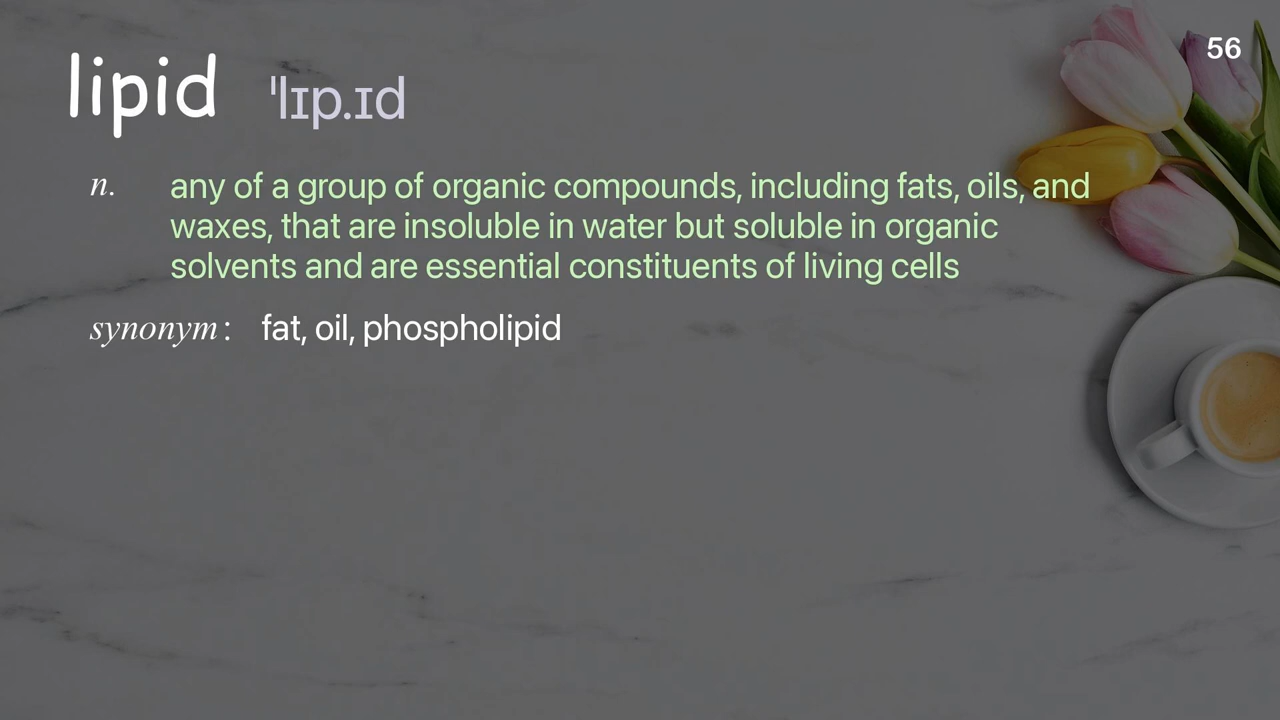 56
lipid ˈlɪp.ɪd
n. any of a group of organic compounds, including fats, oils, and
waxes, that are insoluble in water but soluble in organic
solvents and are essential constituents of living cells
synonym: fat, oil, phospholipid